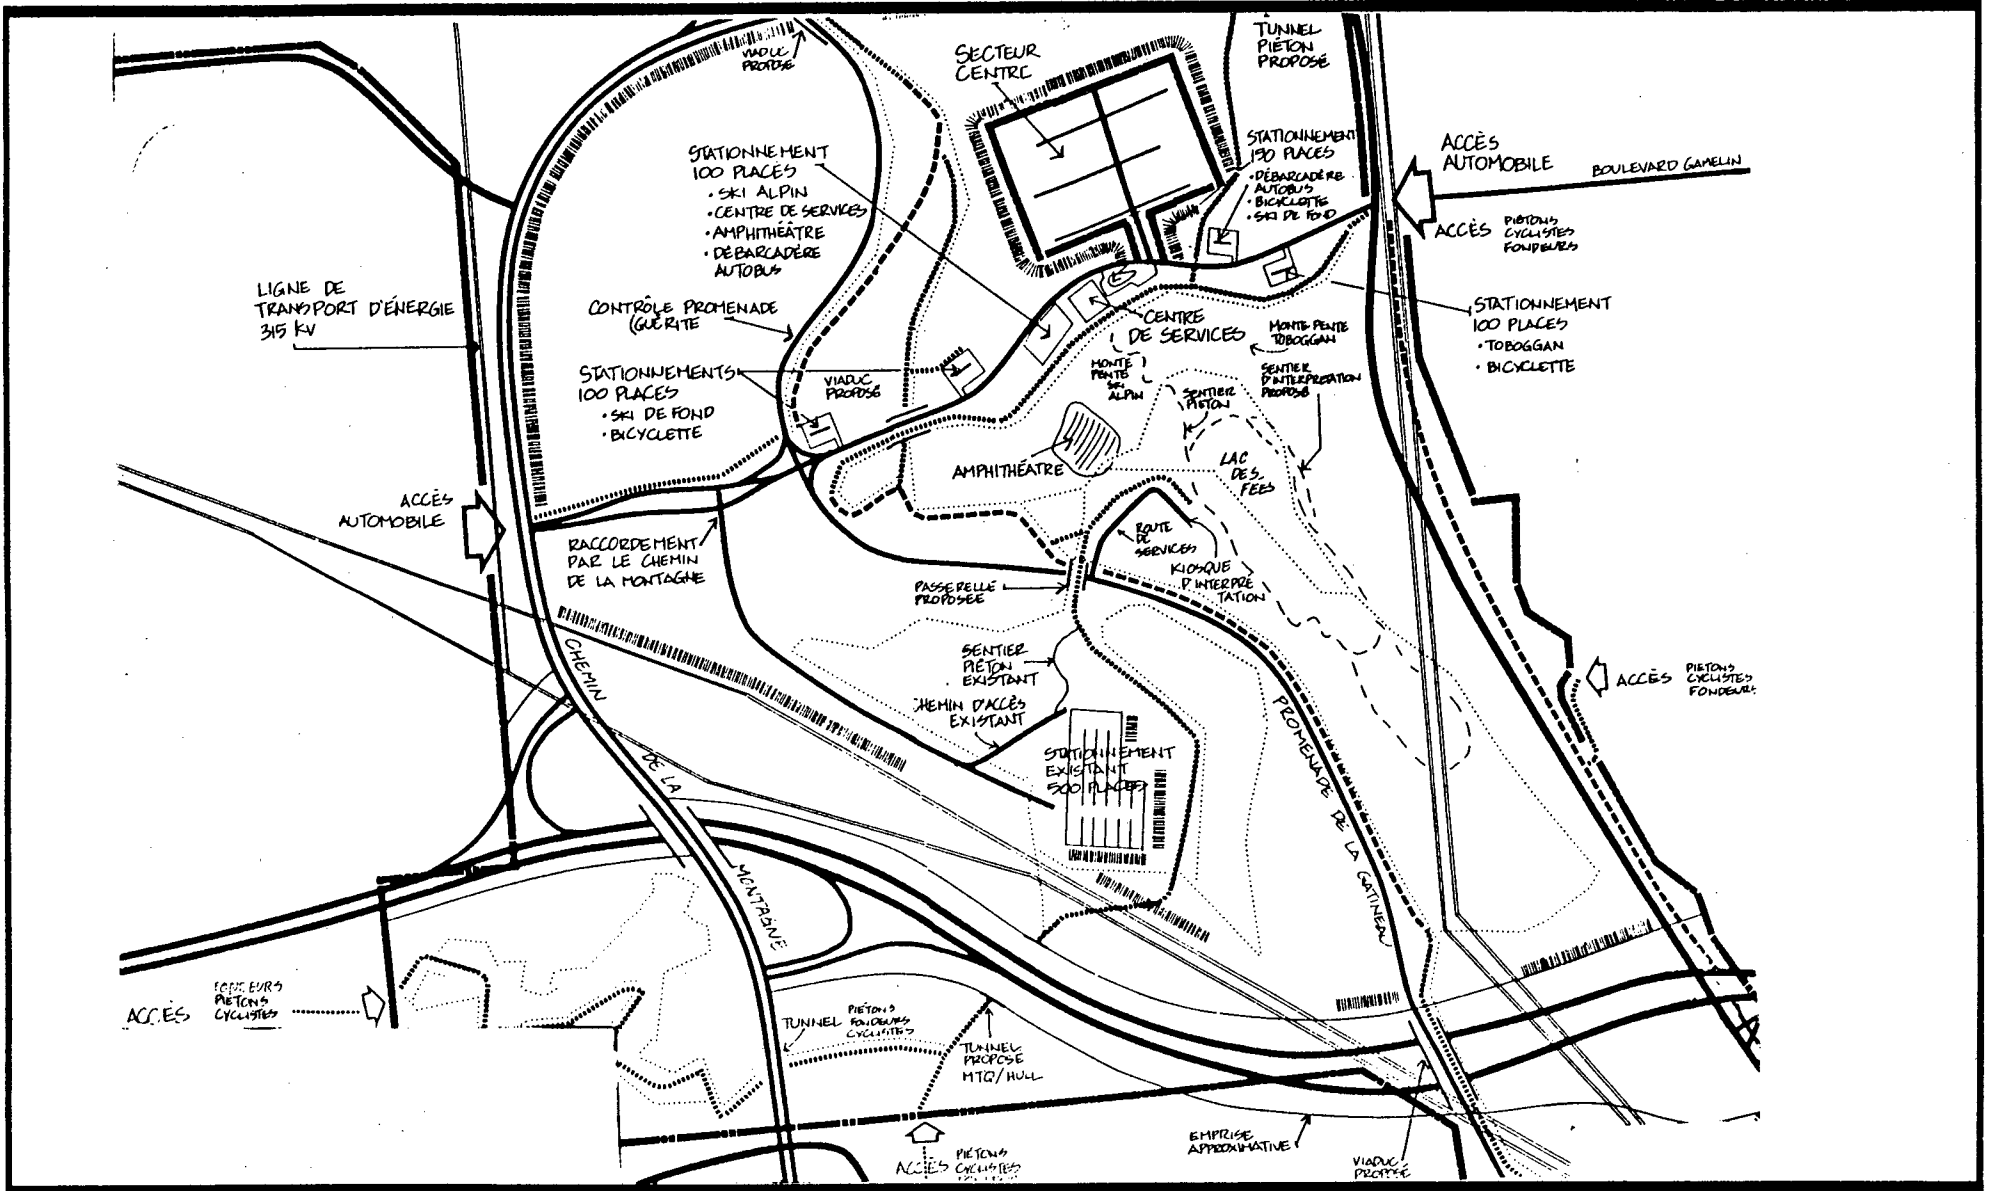 VIADUC
PROPOSÉ
SECTEUR
CENTRE
TUNNEL
PIÉTON
PROPOSÉ
STATIONNEMENT
100 PLACES
• SKI ALPIN
• CENTRE DE SERVICES
• AMPHITHÉÂTRE
• DÉBARCADÈRE
AUTOBUS
STATIONNEMENT
150 PLACES
• DÉBARCADÈRE
AUTOBUS
• BICYCLETTE
• SKI DE FOND
ACCÈS
AUTOMOBILE
BOULEVARD GAMELIN
ACCÈS
PIÉTONS
CYCLISTES
FONDEURS
LIGNE DE
TRANSPORT D'ÉNERGIE
315 KV
CONTRÔLE PROMENADE
(GUÉRITE
CENTRE
DE SERVICES
MONTE PENTE
TOBOGGAN
STATIONNEMENT
100 PLACES
• TOBOGGAN
• BICYCLETTE
STATIONNEMENTS
100 PLACES
• SKI DE FOND
• BICYCLETTE
VIADUC
PROPOSÉ
MONTE
PENTE
SKI
ALPIN
SENTIER
PIÉTON
SENTIER
D'INTERPRÉTATION
PROPOSÉ
AMPHITHÉÂTRE
LAC
DES
FÉES
ACCÈS
AUTOMOBILE
RACCORDEMENT
PAR LE CHEMIN
DE LA MONTAGNE
ROUTE
DE
SERVICES
KIOSQUE
D'INTERPRE
TATION
PASSERELLE
PROPOSÉE
SENTIER
PIÉTON
EXISTANT
CHEMIN D'ACCÈS
EXISTANT
STATIONNEMENT
EXISTANT
500 PLACES
CHEMIN DE LA MONTAGNE
PROMENADE DE LA GATINEAU
ACCÈS
PIÉTONS
CYCLISTES
FONDEURS
ACCÈS
FONDEURS
PIÉTONS
CYCLISTES
TUNNEL
PIÉTONS
FONDEURS
CYCLISTES
TUNNEL
PROPOSÉ
MTQ/HULL
ACCÈS
PIÉTONS
CYCLISTES
EMPRISE
APPROXIMATIVE
VIADUC
PROPOSÉ